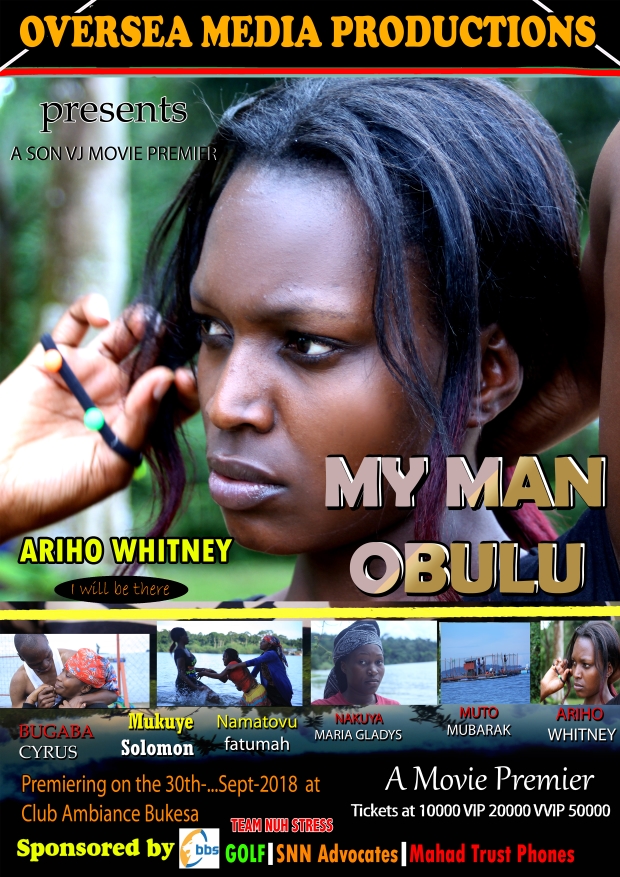 OVERSEA MEDIA PRODUCTIONS
presents
A SON VJ MOVIE PREMIER
MY MAN
OBULU
ARIHO WHITNEY
I will be there
BUGABA
CYRUS
Mukuye
Solomon
Namatovu
fatumah
NAKUYA
MARIA GLADYS
MUTO
MUBARAK
ARIHO
WHITNEY
Premiering on the 30th-...Sept-2018 at
Club Ambiance Bukesa
A Movie Premier
Tickets at 10000 VIP 20000 VVIP 50000
TEAM NUH STRESS
Sponsored by bbs GOLF|SNN Advocates|Mahad Trust Phones